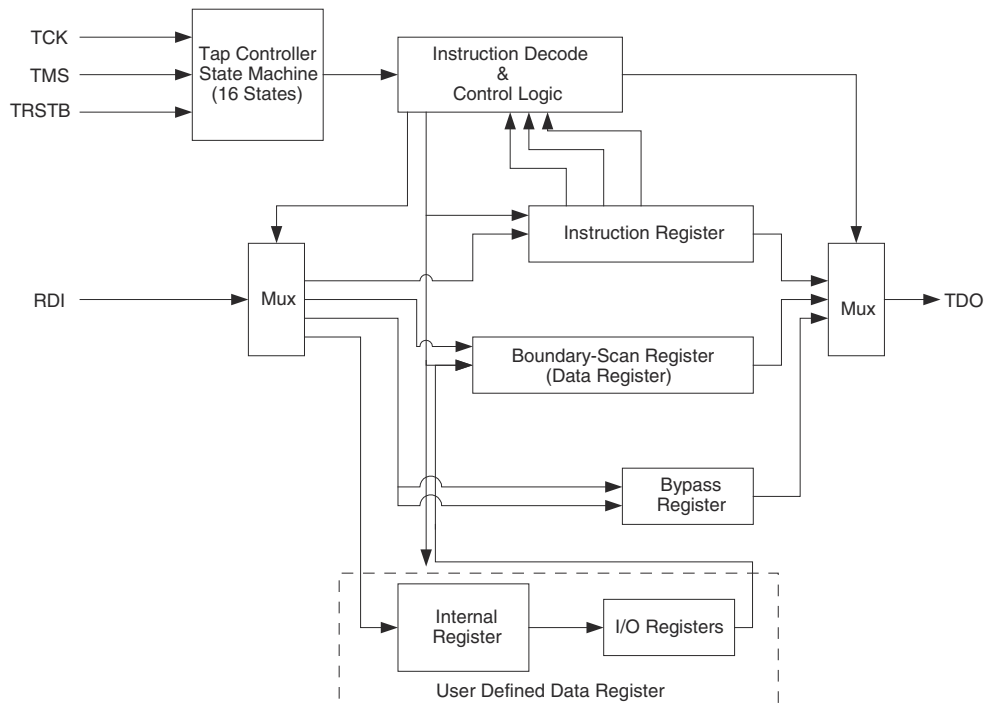 TCK
TMS
TRSTB
Tap Controller
State Machine
(16 States)
Instruction Decode
&
Control Logic
Instruction Register
RDI
Mux
Mux
TDO
Boundary-Scan Register
(Data Register)
Bypass
Register
Internal
Register
I/O Registers
User Defined Data Register